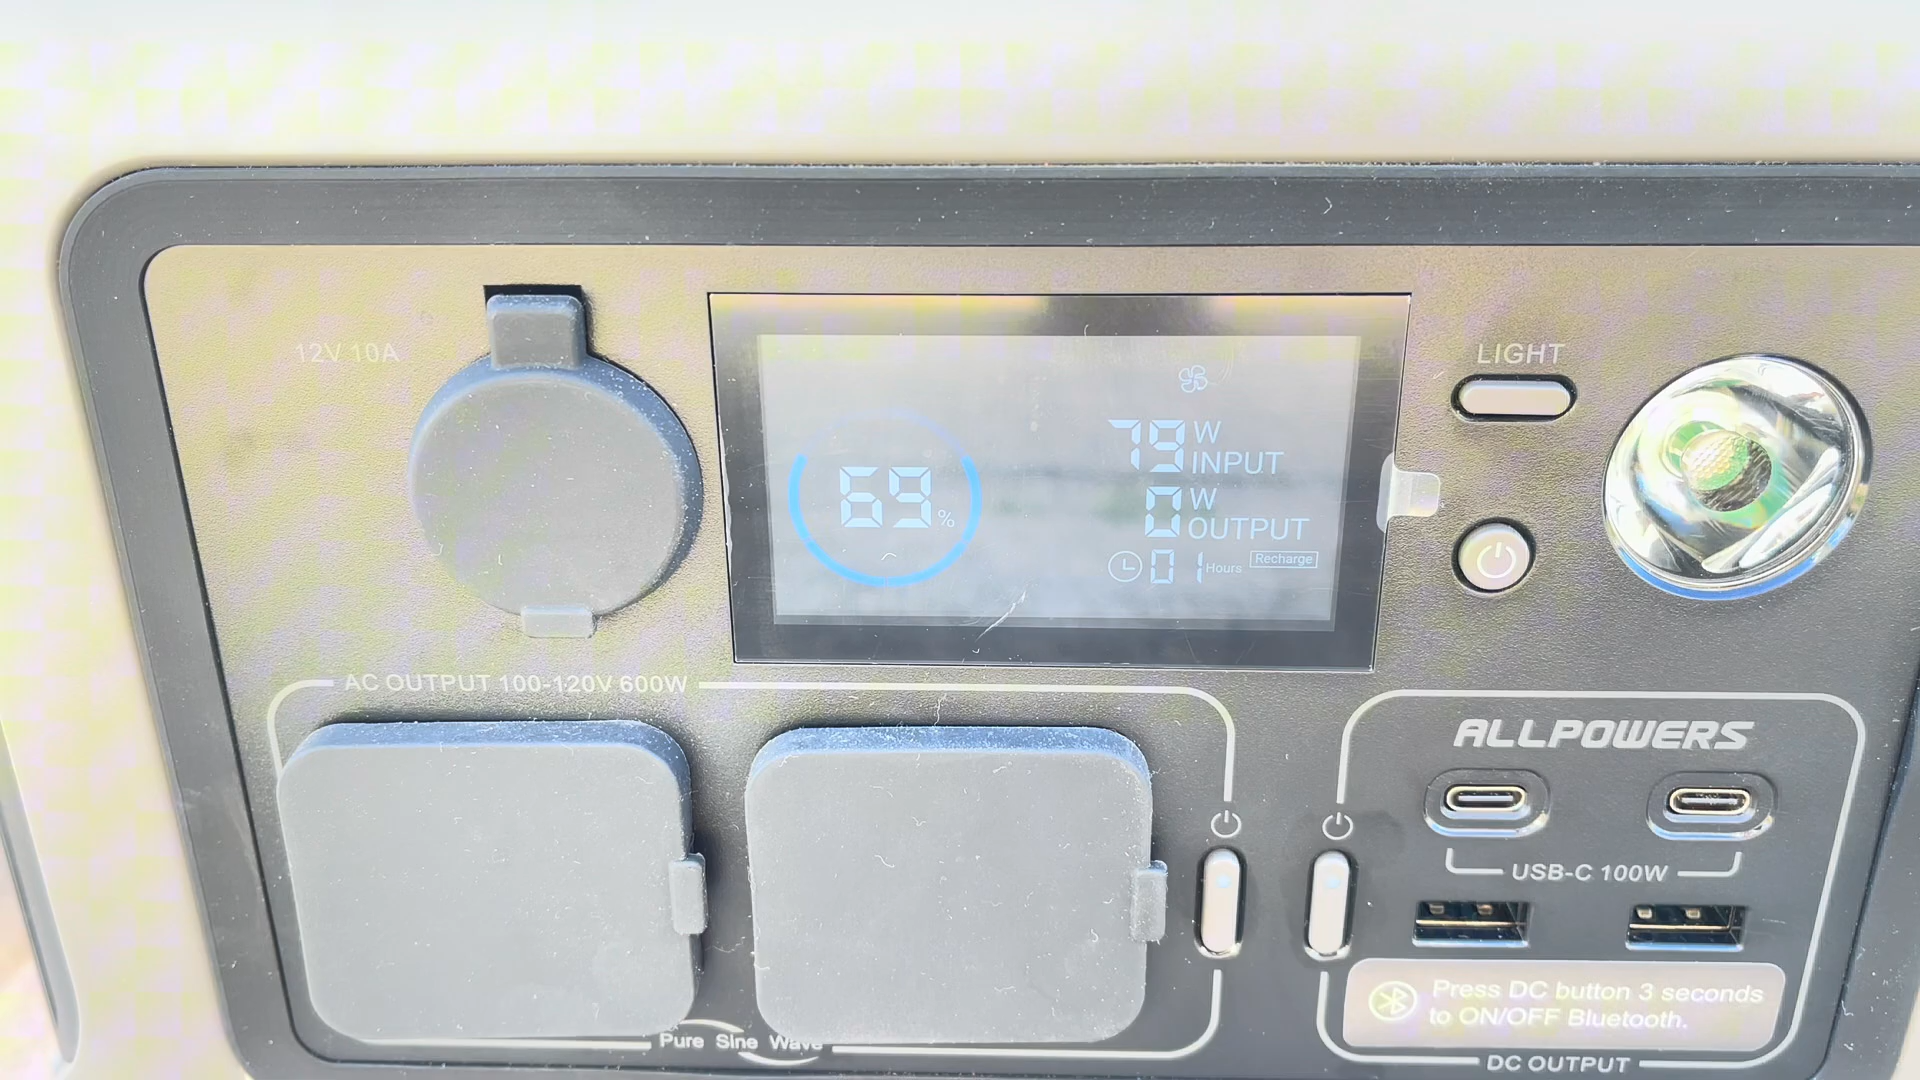 12V 10A
69%
79 W
INPUT
0 W
OUTPUT
01 Hours Recharge
LIGHT
AC OUTPUT 100-120V 600W
Pure Sine Wave
ALLPOWERS
USB-C 100W
Press DC button 3 seconds
to ON/OFF Bluetooth.
DC OUTPUT